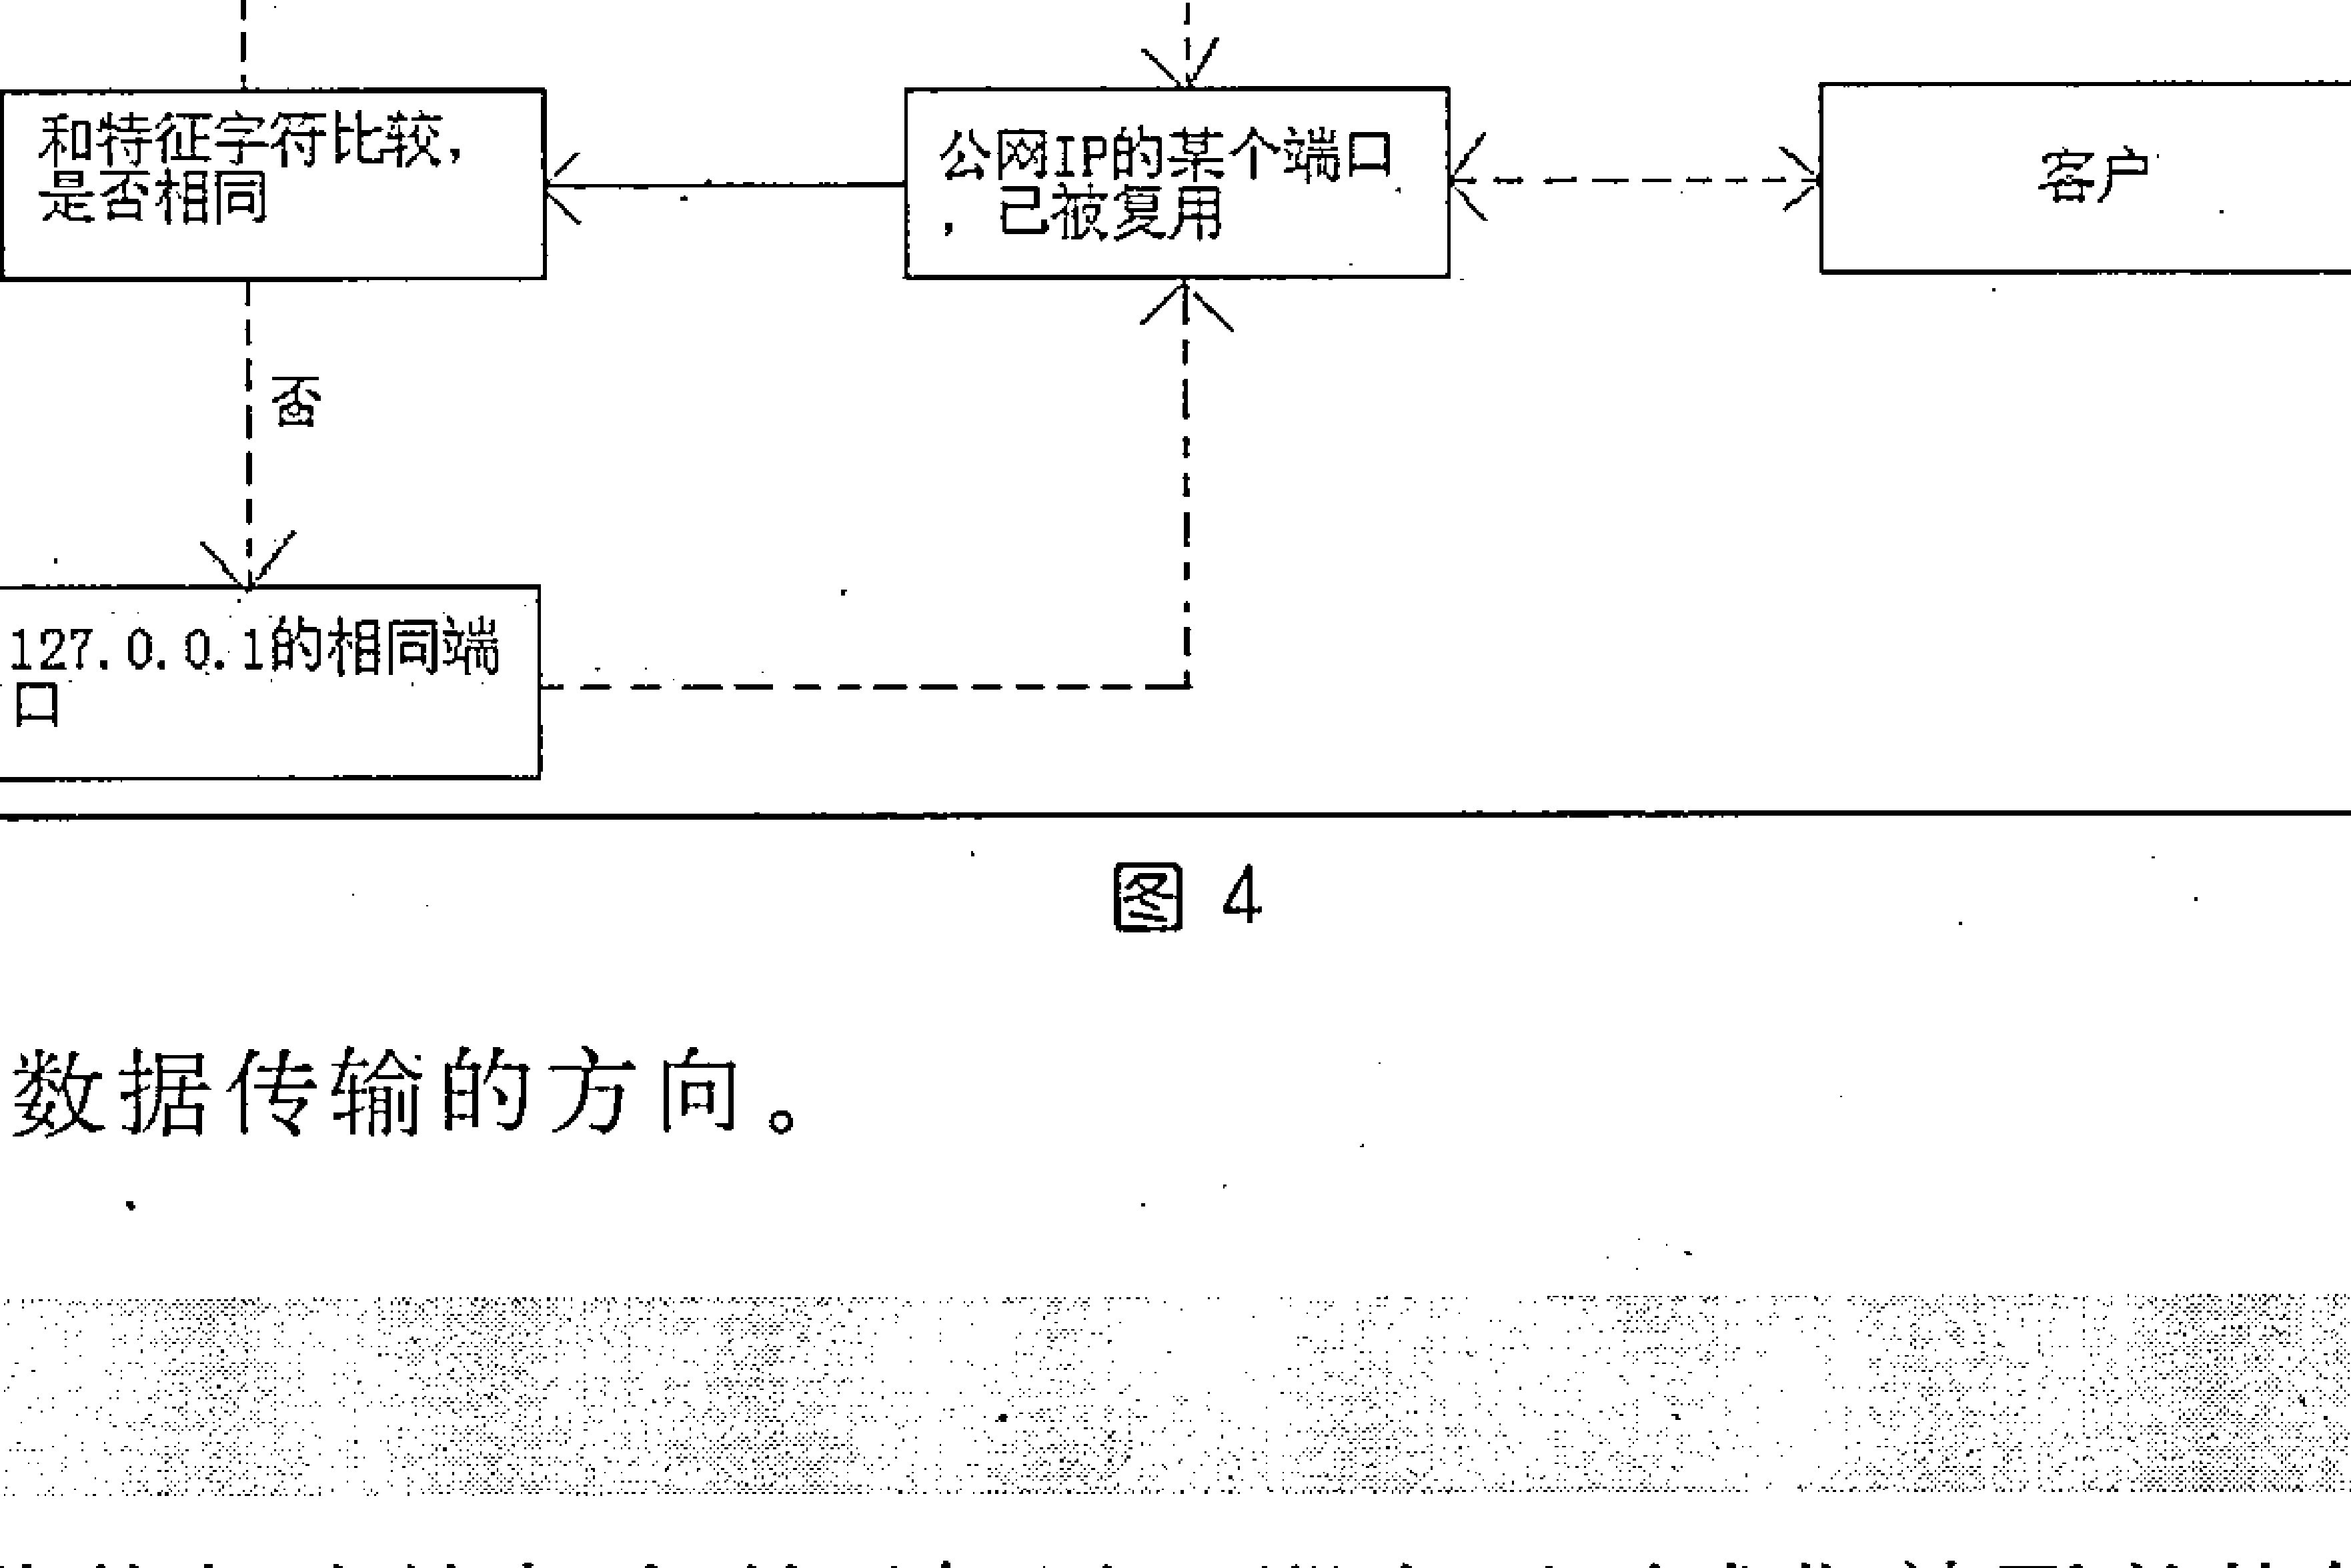 和特征字符比较，
是否相同
公网IP的某个端口
，已被复用
客户
否
127.0.0.1的相同端
口
图 4
数据传输的方向。